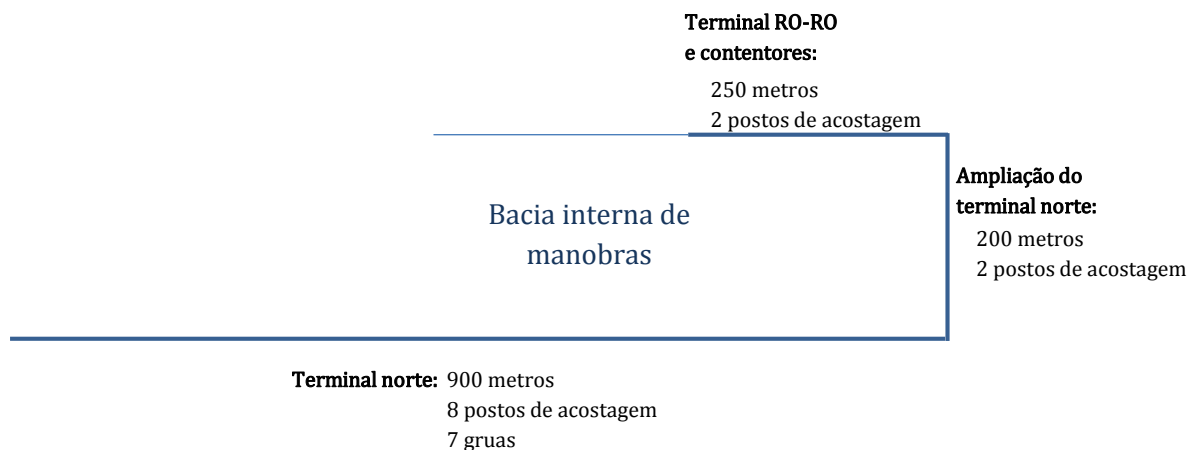 Terminal RO-RO
e contentores:
250 metros
2 postos de acostagem
Ampliação do
terminal norte:
200 metros
2 postos de acostagem
Bacia interna de
manobras
Terminal norte: 900 metros
8 postos de acostagem
7 gruas